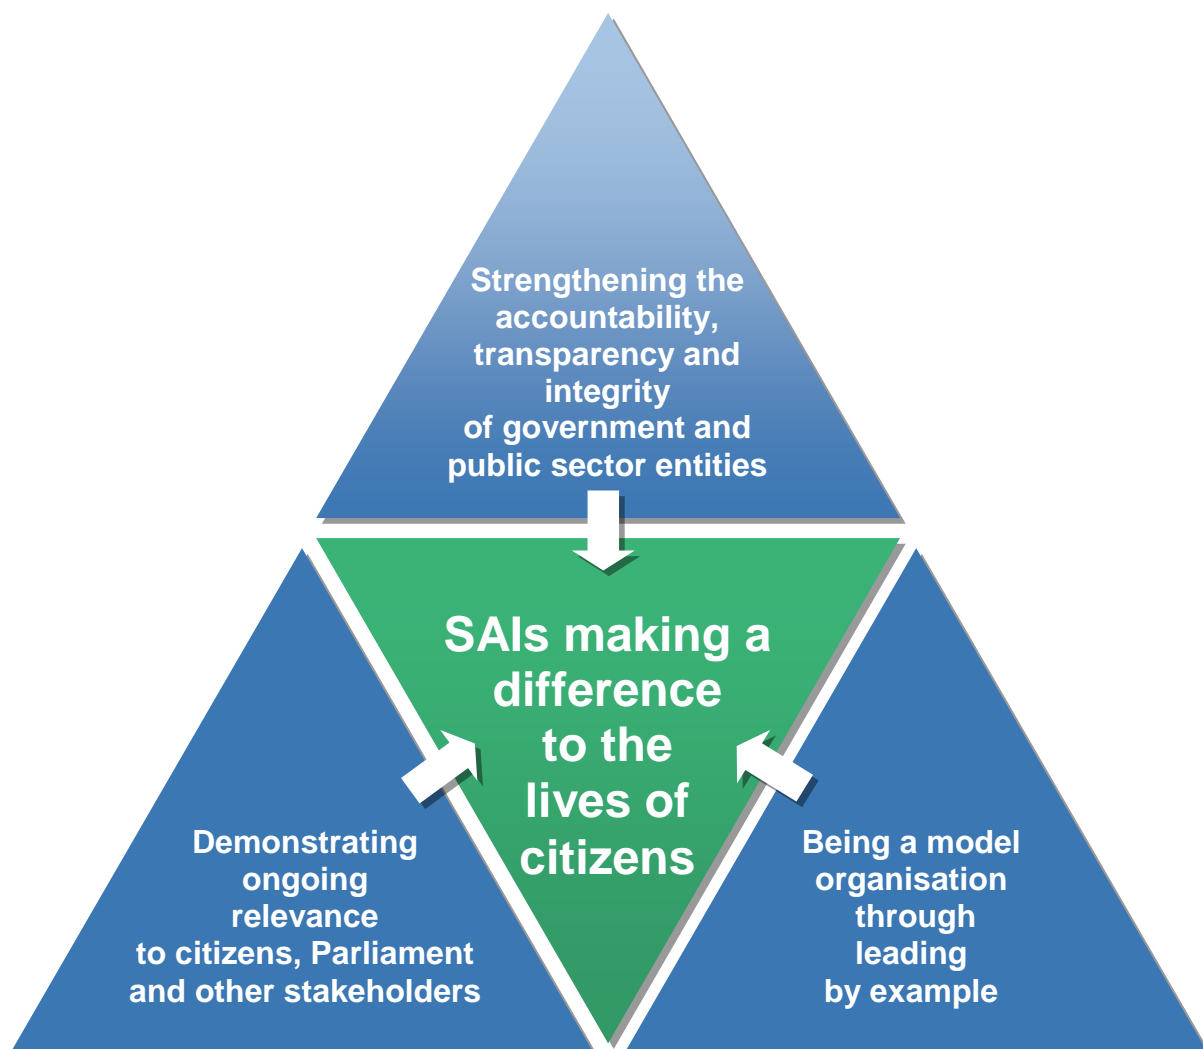 Strengthening the
accountability,
transparency and
integrity
of government and
public sector entities
SAIs making a
difference
to the
lives of
citizens
Demonstrating
ongoing
relevance
to citizens, Parliament
and other stakeholders
Being a model
organisation
through
leading
by example